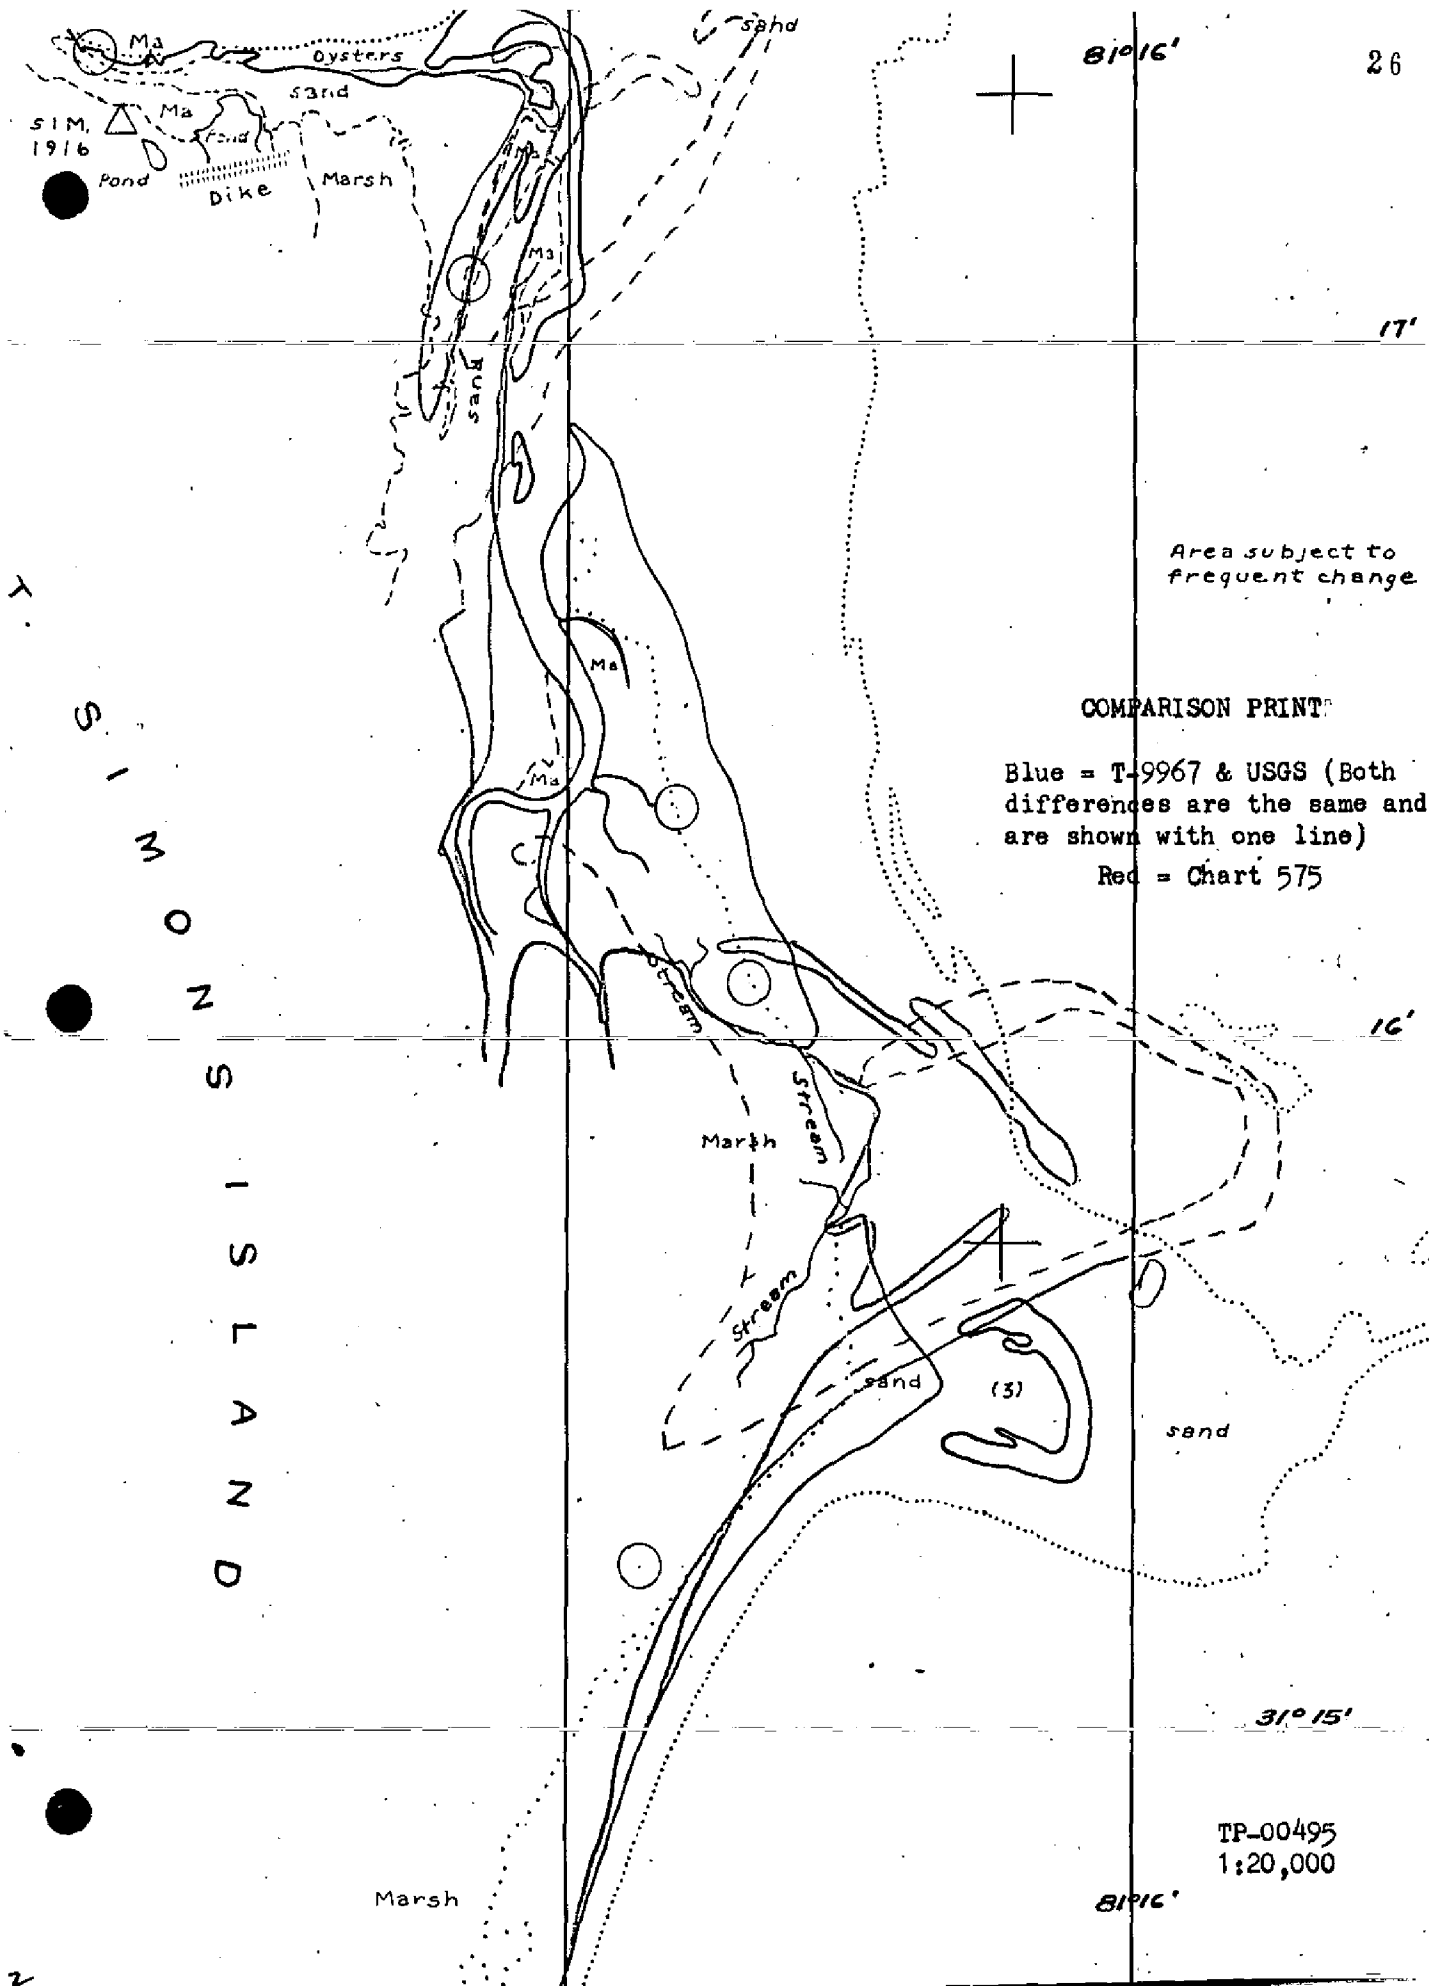 sand
81°16'
26
Ma
Oysters
sand
Ma
SIM.
1916
Pond
Pond
Dike
Marsh
Ma
Ma
17'
sand
Area subject to
frequent change
T.
SIMONS ISLAND
Ma
COMPARISON PRINT
Blue = T-9967 & USGS (Both
differences are the same and
are shown with one line)
Red = Chart 575
Ma
Stream
16'
Stream
Marsh
Stream
sand
(3)
sand
31°15'
TP-00495
1:20,000
Marsh
81°16'